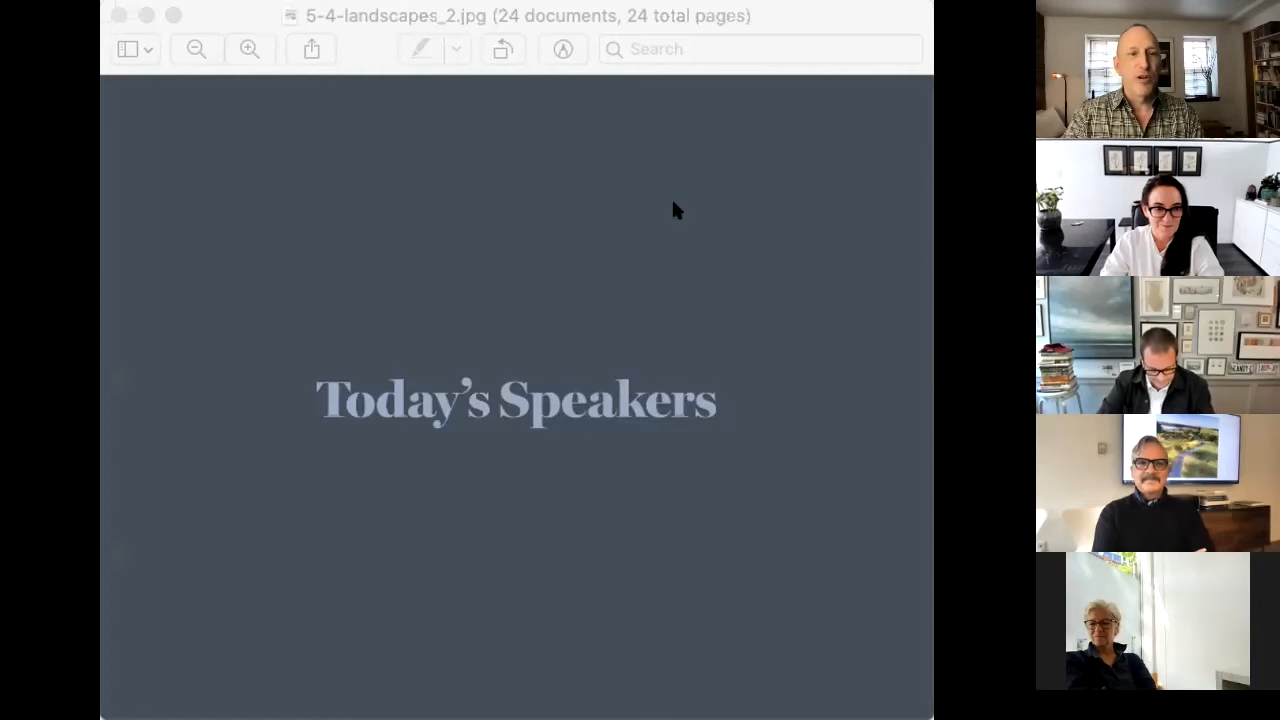 5-4-landscapes_2.jpg (24 documents, 24 total pages)
Search
Today's Speakers